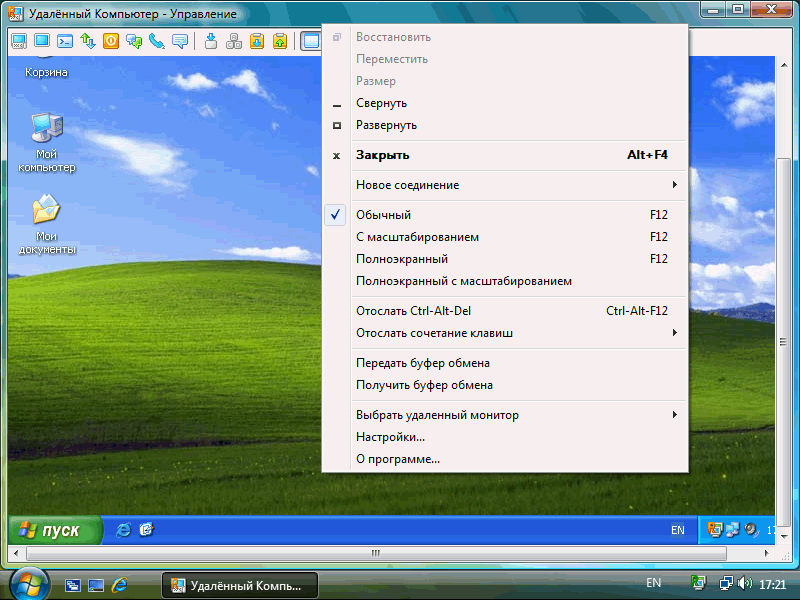 Удалённый Компьютер - Управление
Корзина
Мой
компьютер
Мои
документы
Восстановить
Переместить
Размер
Свернуть
Развернуть
Закрыть Alt+F4
Новое соединение
Обычный F12
С масштабированием F12
Полноэкранный F12
Полноэкранный с масштабированием
Отослать Ctrl-Alt-Del Ctrl-Alt-F12
Отослать сочетание клавиш
Передать буфер обмена
Получить буфер обмена
Выбрать удаленный монитор
Настройки...
О программе...
пуск EN 17
Удалённый Компь... EN 17:21